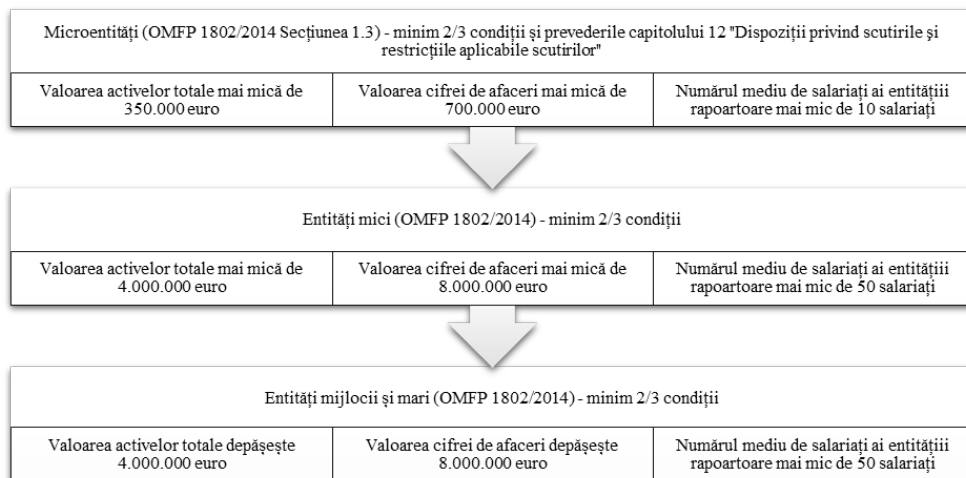 Microentități (OMFP 1802/2014 Secțiunea 1.3) - minim 2/3 condiții și prevederile capitolului 12 "Dispoziții privind scutirile și
restricțiile aplicabile scutirilor"
Valoarea activelor totale mai mică de
350.000 euro
Valoarea cifrei de afaceri mai mică de
700.000 euro
Numărul mediu de salariați ai entitățiii
rapoartoare mai mic de 10 salariați
Entități mici (OMFP 1802/2014) - minim 2/3 condiții
Valoarea activelor totale mai mică de
4.000.000 euro
Valoarea cifrei de afaceri mai mică de
8.000.000 euro
Numărul mediu de salariați ai entitățiii
rapoartoare mai mic de 50 salariați
Entități mijlocii și mari (OMFP 1802/2014) - minim 2/3 condiții
Valoarea activelor totale depășește
4.000.000 euro
Valoarea cifrei de afaceri depășește
8.000.000 euro
Numărul mediu de salariați ai entitățiii
rapoartoare mai mic de 50 salariați